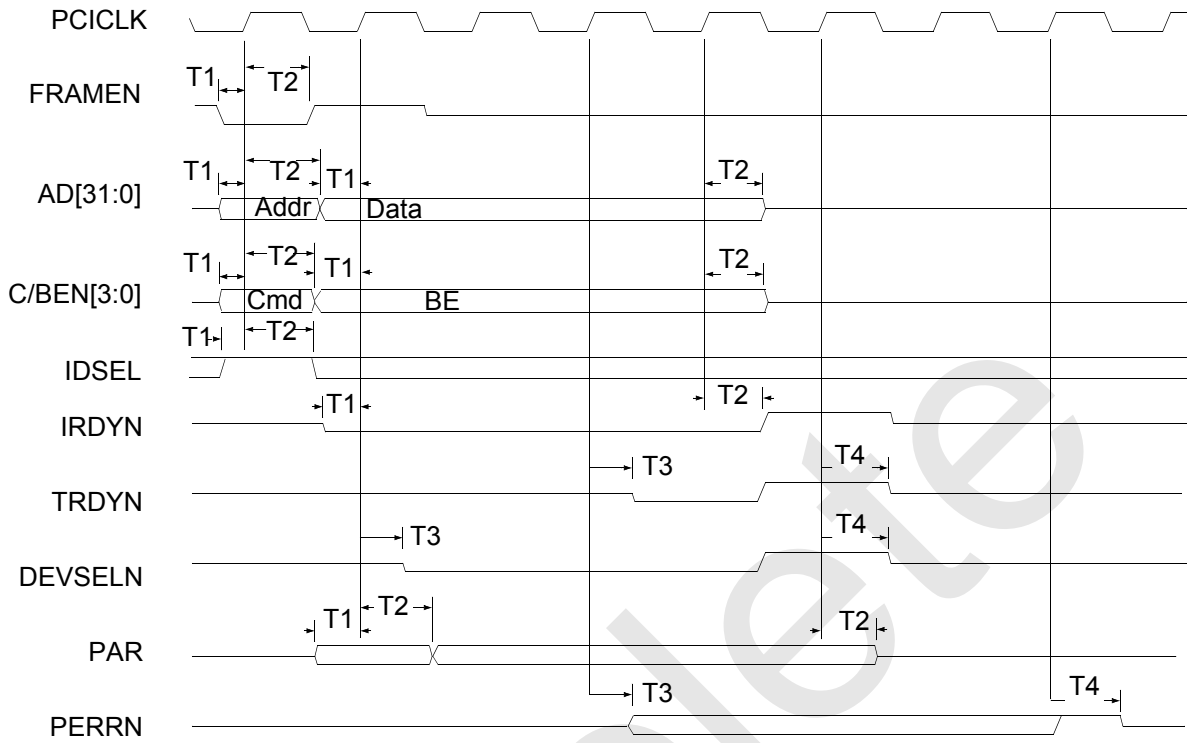 PCICLK
T1 T2
FRAMEN
T1 T2 T1 T2
AD[31:0]
Addr Data
T1 T2 T1 T2
C/BEN[3:0]
Cmd BE
T1 T2
IDSEL
T1 T2
IRDYN
T3 T4
TRDYN
T3 T4
DEVSELN
T1 T2 T2
PAR
T3 T4
PERRN
lete